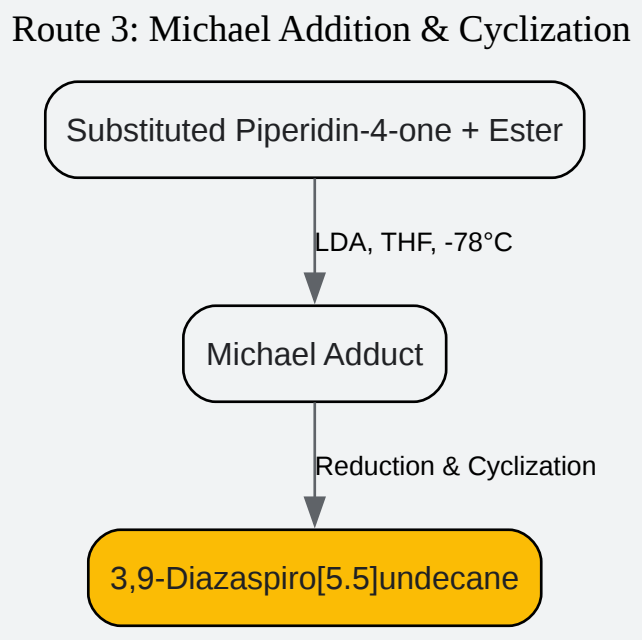 Route 3: Michael Addition & Cyclization
Substituted Piperidin-4-one + Ester
LDA, THF, -78°C
Michael Adduct
Reduction & Cyclization
3,9-Diazaspiro[5.5]undecane